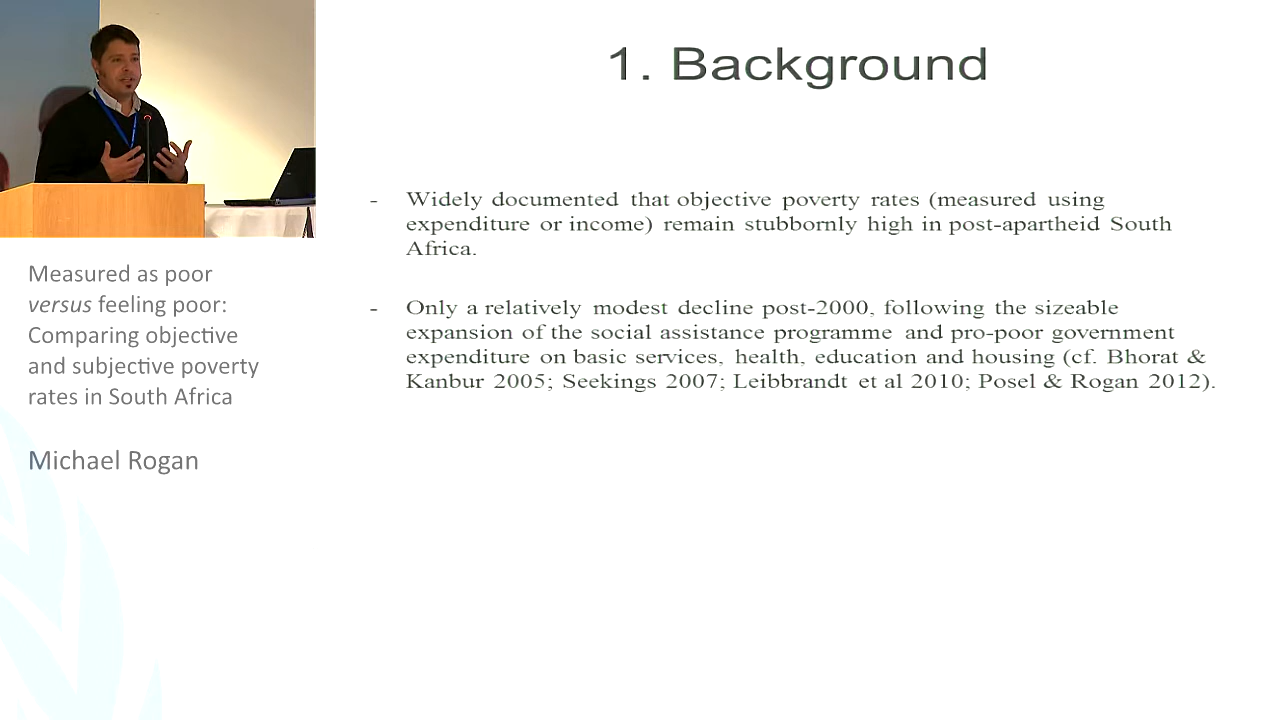 1. Background
- Widely documented that objective poverty rates (measured using
expenditure or income) remain stubbornly high in post-apartheid South
Africa.
- Only a relatively modest decline post-2000, following the sizeable
expansion of the social assistance programme and pro-poor government
expenditure on basic services, health, education and housing (cf. Bhorat &
Kanbur 2005; Seekings 2007; Leibbrandt et al 2010; Posel & Rogan 2012).
Measured as poor
versus feeling poor:
Comparing objective
and subjective poverty
rates in South Africa
Michael Rogan